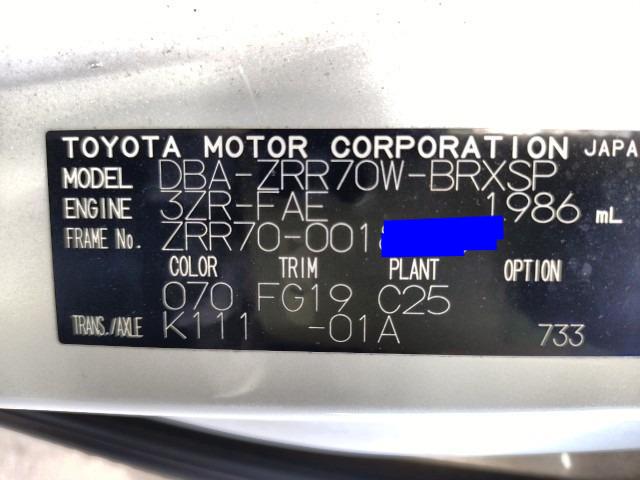 TOYOTA MOTOR CORPORATION JAPA
MODEL DBA-ZRR70W-BRXSP
ENGINE 3ZR-FAE 1986 mL
FRAME No. ZRR70-001
COLOR TRIM PLANT OPTION
070 FG19 C25
TRANS./AXLE K111 -01A 733